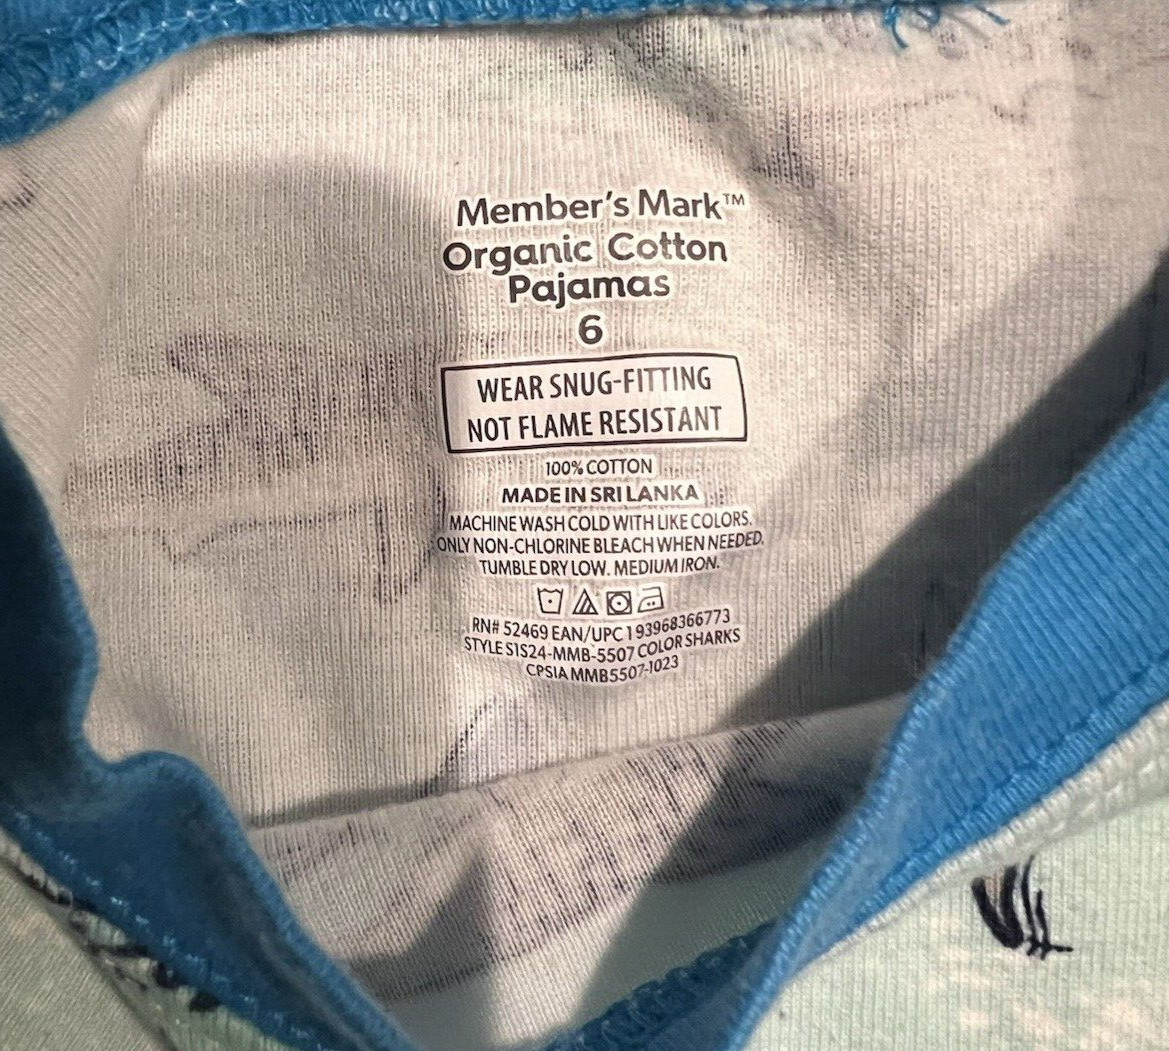 Member's Mark™
Organic Cotton
Pajamas
6
WEAR SNUG-FITTING
NOT FLAME RESISTANT
100% COTTON
MADE IN SRI LANKA
MACHINE WASH COLD WITH LIKE COLORS.
ONLY NON-CHLORINE BLEACH WHEN NEEDED.
TUMBLE DRY LOW. MEDIUM IRON.
RN# 52469 EAN/UPC 193968366773
STYLE S1S24-MMB-5507 COLOR SHARKS
CPSIA MMB5507-1023